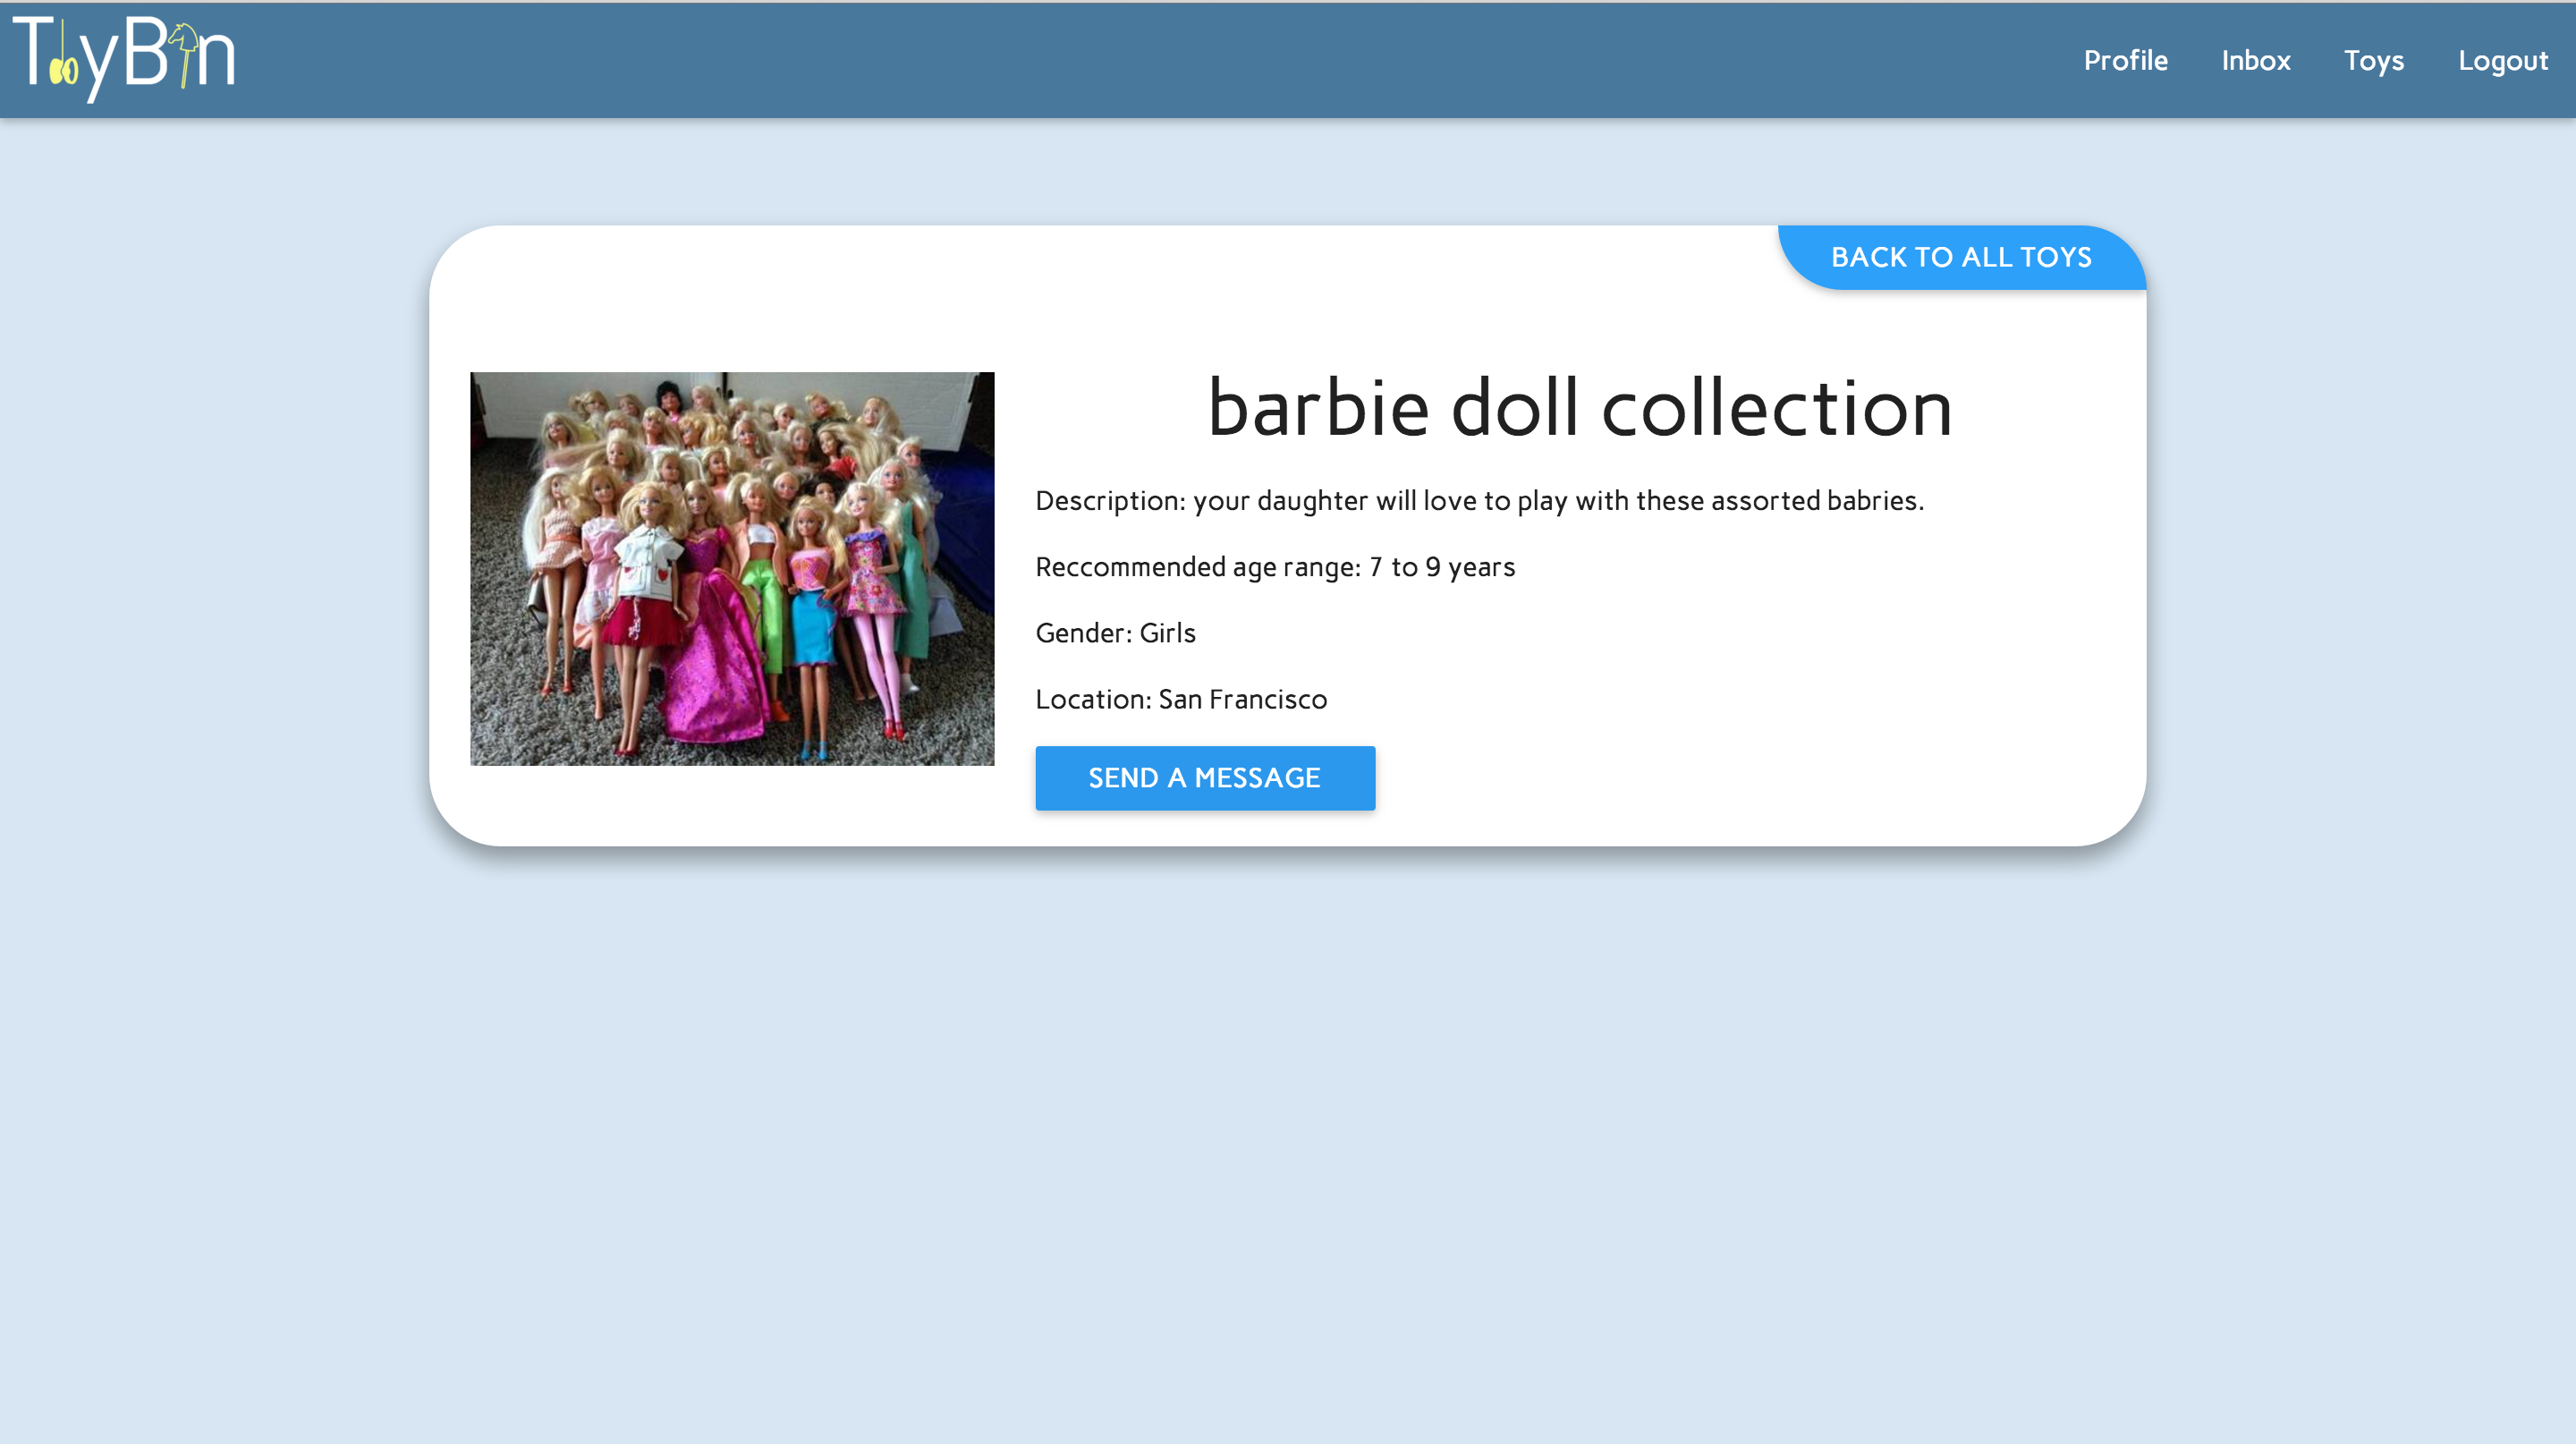 ToyBin
Profile Inbox Toys Logout
BACK TO ALL TOYS
barbie doll collection
Description: your daughter will love to play with these assorted babries.
Reccommended age range: 7 to 9 years
Gender: Girls
Location: San Francisco
SEND A MESSAGE